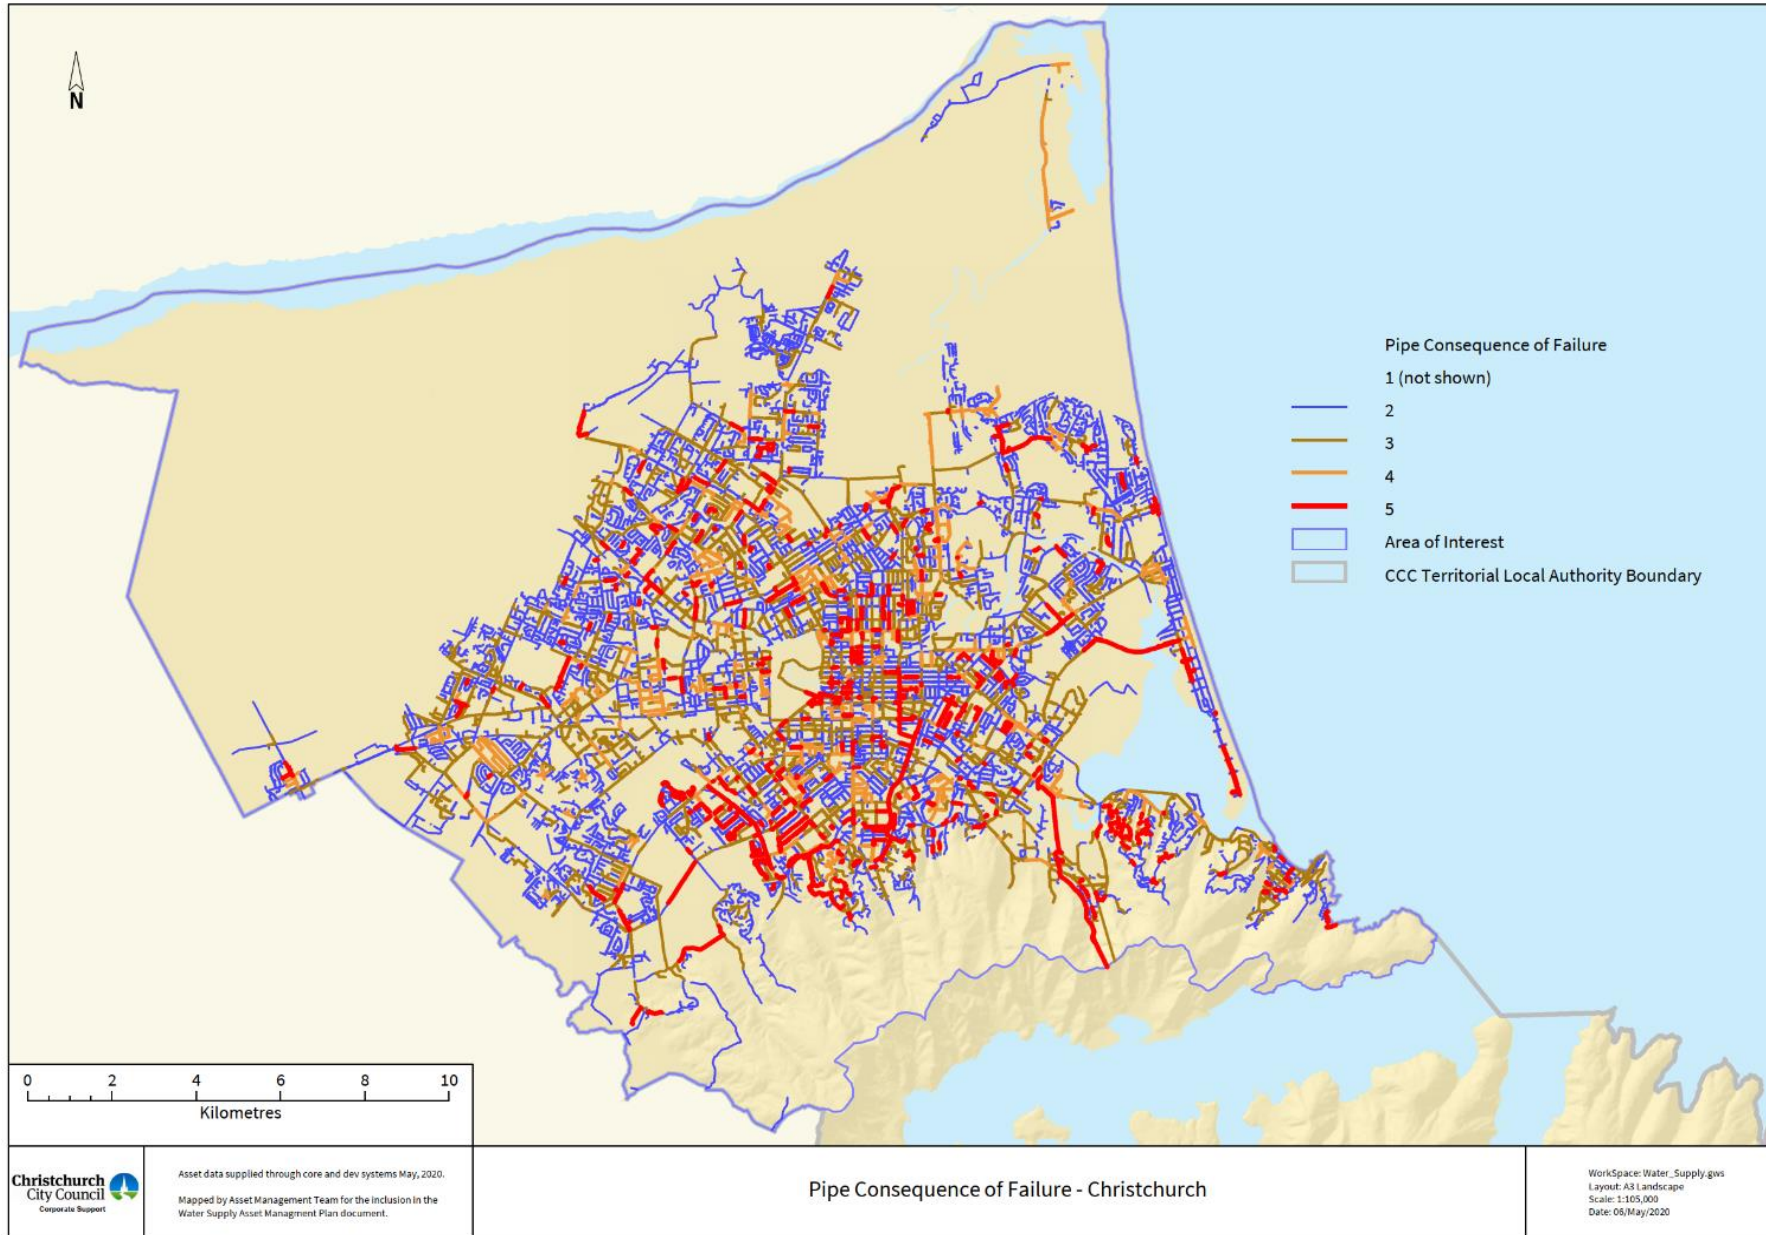 N
Pipe Consequence of Failure
1 (not shown)
2
3
4
5
Area of Interest
CCC Territorial Local Authority Boundary
0 2 4 6 8 10
Kilometres
Christchurch
City Council
Corporate Support
Asset data supplied through core and dev systems May, 2020.
Mapped by Asset Management Team for the inclusion in the
Water Supply Asset Managment Plan document.
Pipe Consequence of Failure - Christchurch
WorkSpace: Water_Supply.gws
Layout: A3 Landscape
Scale: 1:105,000
Date: 06/May/2020